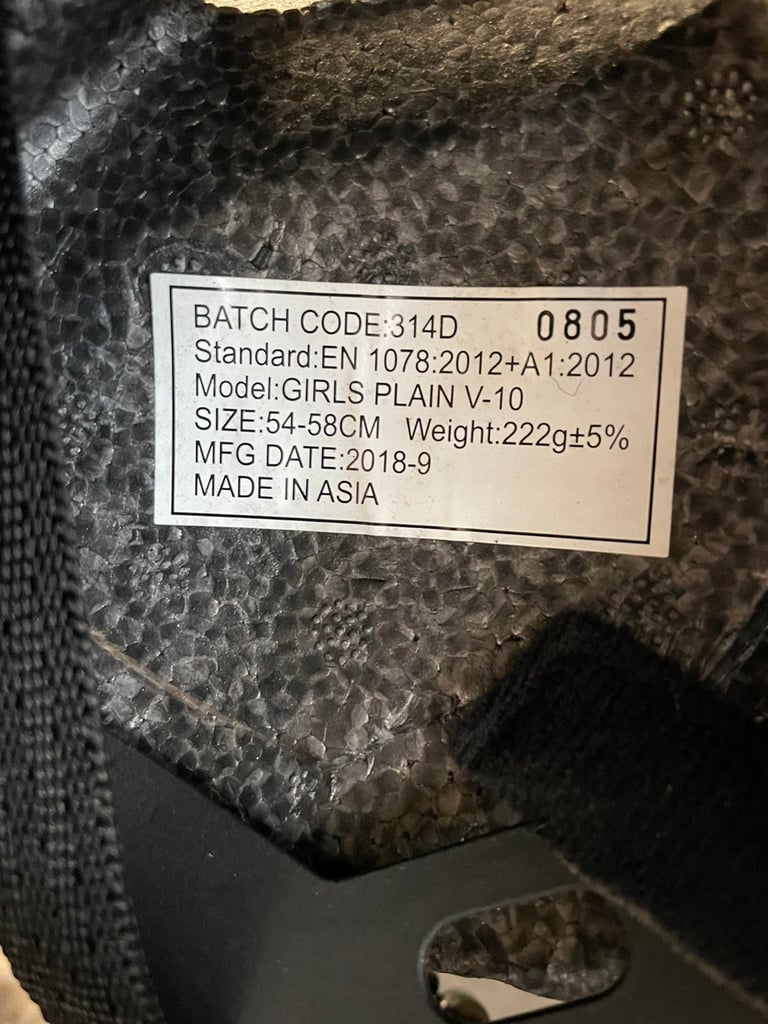 BATCH CODE:314D 0805
Standard:EN 1078:2012+A1:2012
Model:GIRLS PLAIN V-10
SIZE:54-58CM Weight:222g±5%
MFG DATE:2018-9
MADE IN ASIA